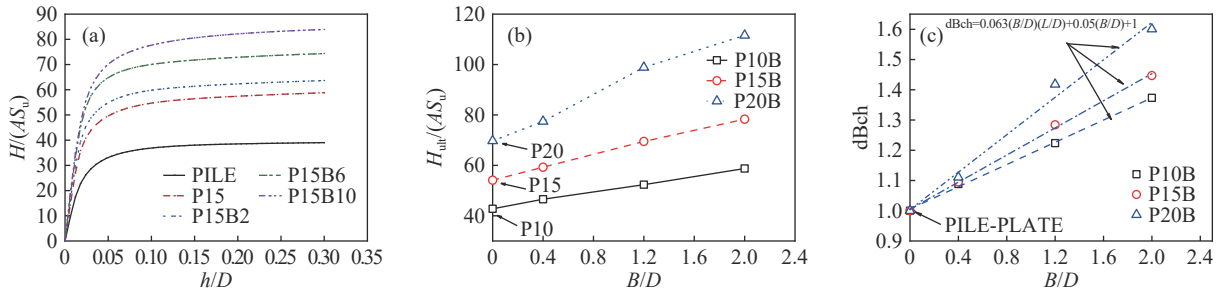 (a)
90
80
70
60
50
40
30
20
10
0
H/(ASu)
PILE
P15
P15B2
P15B6
P15B10
0 0.05 0.10 0.15 0.20 0.25 0.30 0.35
h/D
(b)
120
100
80
60
40
Hult/(ASu)
P10B
P15B
P20B
P20
P15
P10
0 0.4 0.8 1.2 1.6 2.0 2.4
B/D
(c)
dBch=0.063(B/D)(L/D)+0.05(B/D)+1
1.6
1.5
1.4
1.3
1.2
1.1
1.0
0.9
dBch
P10B
P15B
P20B
PILE-PLATE
0 0.4 0.8 1.2 1.6 2.0 2.4
B/D